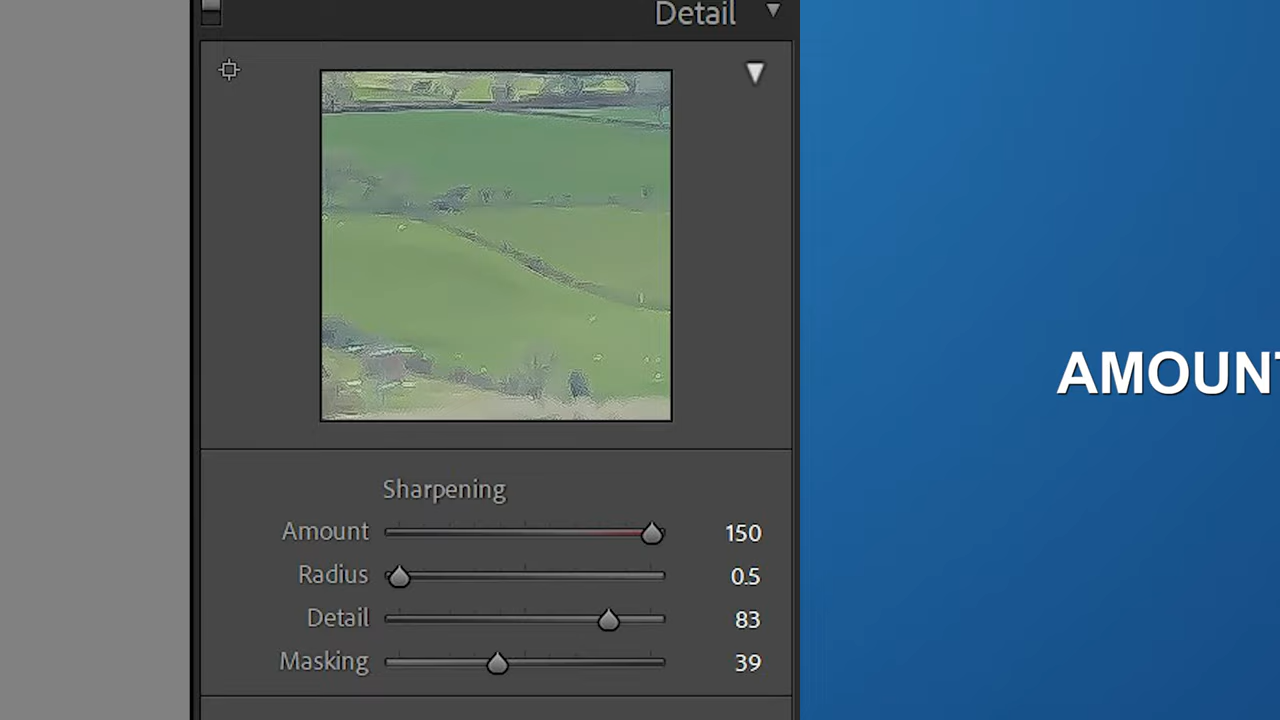 Detail
Sharpening
Amount 150
Radius 0.5
Detail 83
Masking 39
AMOUNT